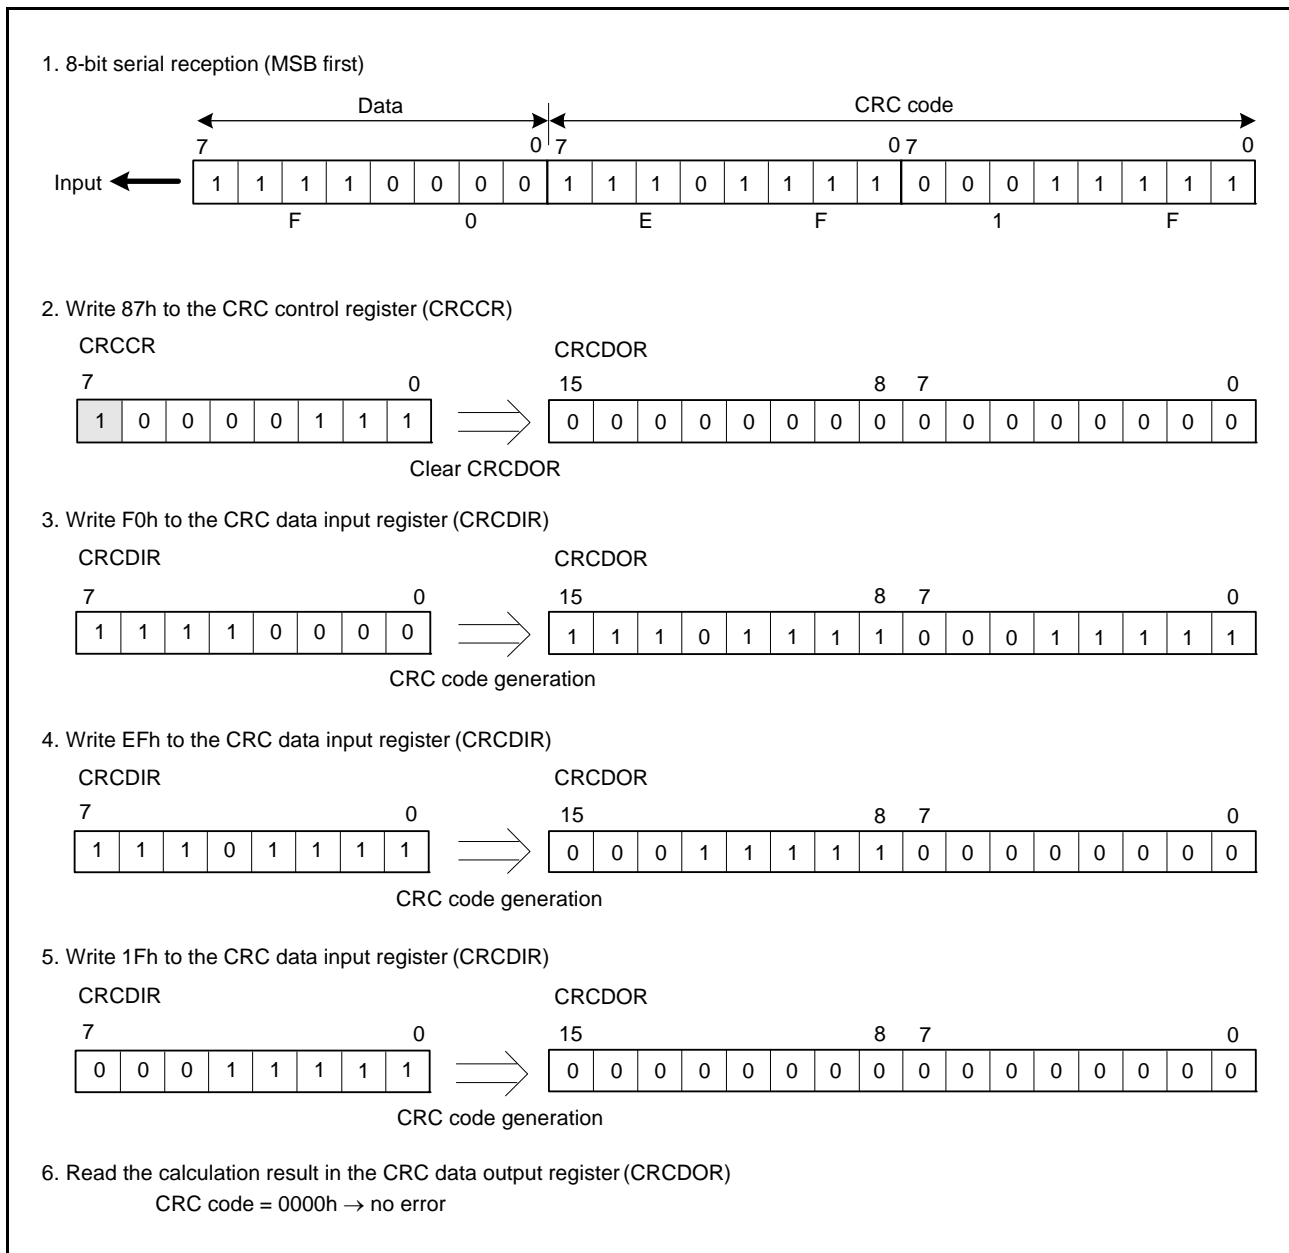 1. 8-bit serial reception (MSB first)
Data CRC code
7 0 7 0 7 0
Input 1 1 1 1 0 0 0 0 1 1 1 0 1 1 1 1 0 0 0 1 1 1 1 1
F 0 E F 1 F
2. Write 87h to the CRC control register (CRCCR)
CRCCR CRCDOR
7 0 15 8 7 0
1 0 0 0 0 1 1 1 0 0 0 0 0 0 0 0 0 0 0 0 0 0 0 0
Clear CRCDOR
3. Write F0h to the CRC data input register (CRCDIR)
CRCDIR CRCDOR
7 0 15 8 7 0
1 1 1 1 0 0 0 0 1 1 1 0 1 1 1 1 0 0 0 1 1 1 1 1
CRC code generation
4. Write EFh to the CRC data input register (CRCDIR)
CRCDIR CRCDOR
7 0 15 8 7 0
1 1 1 0 1 1 1 1 0 0 0 1 1 1 1 1 0 0 0 0 0 0 0 0
CRC code generation
5. Write 1Fh to the CRC data input register (CRCDIR)
CRCDIR CRCDOR
7 0 15 8 7 0
0 0 0 1 1 1 1 1 0 0 0 0 0 0 0 0 0 0 0 0 0 0 0 0
CRC code generation
6. Read the calculation result in the CRC data output register (CRCDOR)
CRC code = 0000h → no error